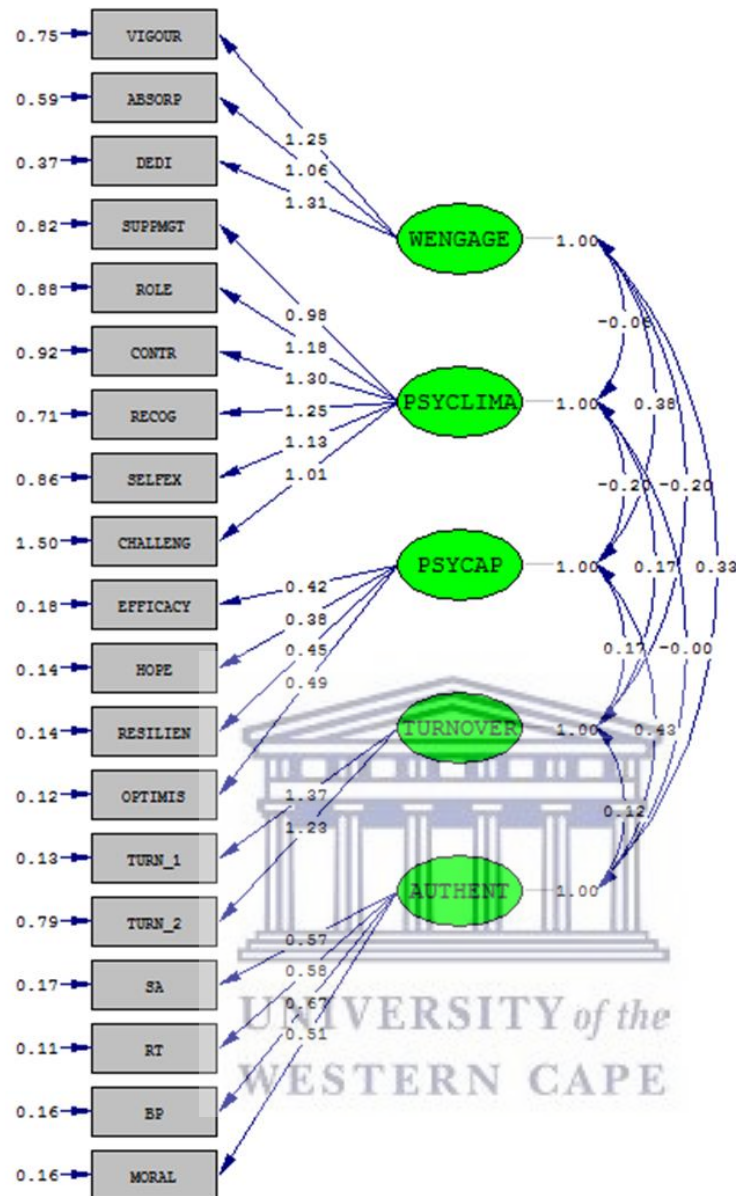 0.75 VIGOUR
0.59 ABSORP
1.25
0.37 DEDI
1.06
1.31
0.82 SUPPMGT
WENGAGE 1.00
0.88 ROLE
0.98
-0.06
1.18
0.92 CONTR
1.30
PSYCLIMA 1.00 0.38
0.71 RECOG
1.25
1.13
0.86 SELFEX
1.01
-0.20 -0.20
1.50 CHALLENG
PSYCAP 1.00 0.17 0.33
0.42
0.18 EFFICACY
0.38
0.45
0.17 -0.00
0.14 HOPE
0.49
0.14 RESILIEN
TURNOVER 1.00 0.43
0.12 OPTIMIS
1.37
0.12
1.23
0.13 TURN_1
AUTHENT 1.00
0.79 TURN_2
0.57
0.58
0.17 SA
0.67
0.51
UNIVERSITY of the
0.11 RT
WESTERN CAPE
0.16 BP
0.16 MORAL